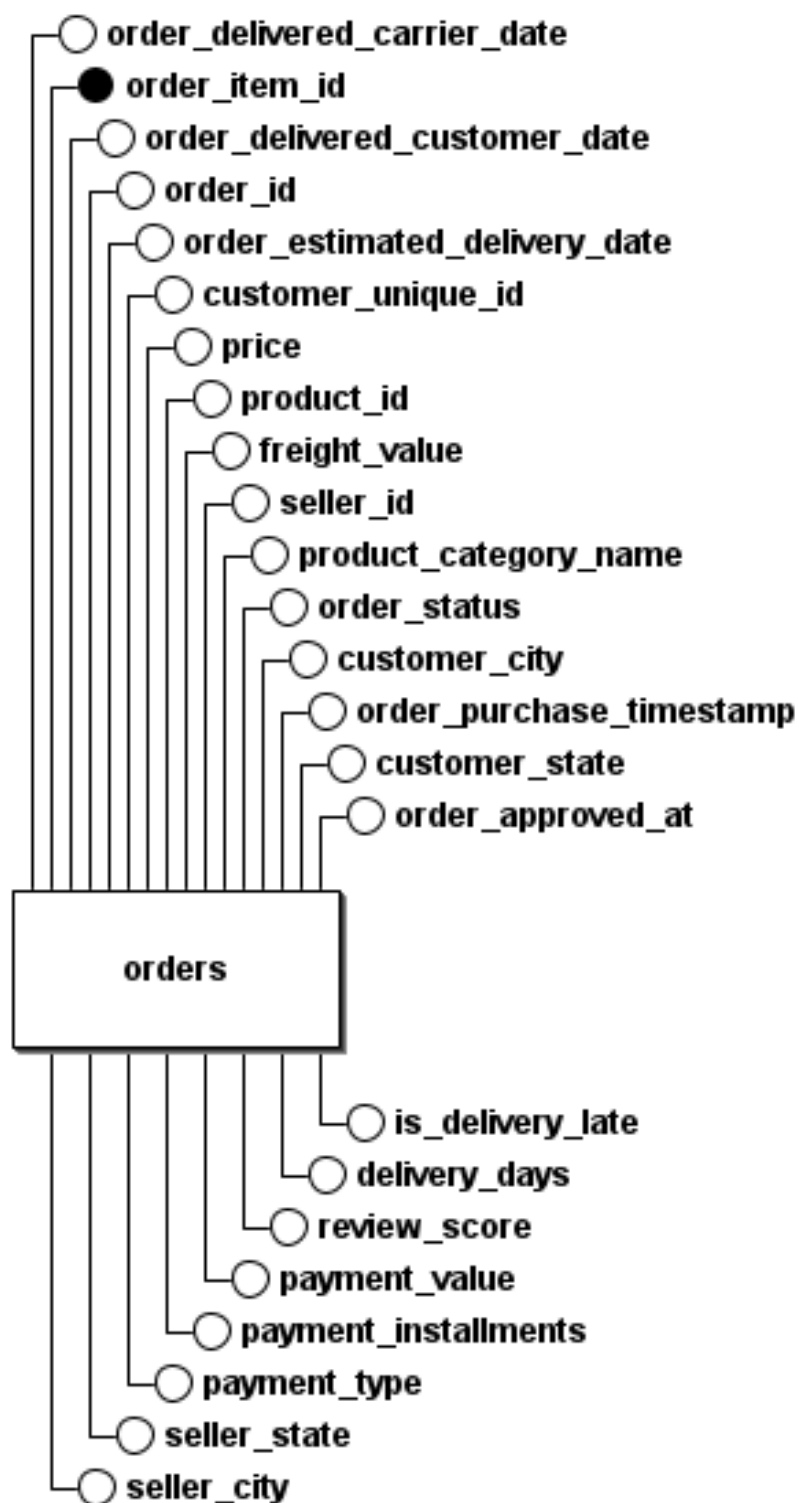 order_delivered_carrier_date
order_item_id
order_delivered_customer_date
order_id
order_estimated_delivery_date
customer_unique_id
price
product_id
freight_value
seller_id
product_category_name
order_status
customer_city
order_purchase_timestamp
customer_state
order_approved_at
orders
is_delivery_late
delivery_days
review_score
payment_value
payment_installments
payment_type
seller_state
seller_city